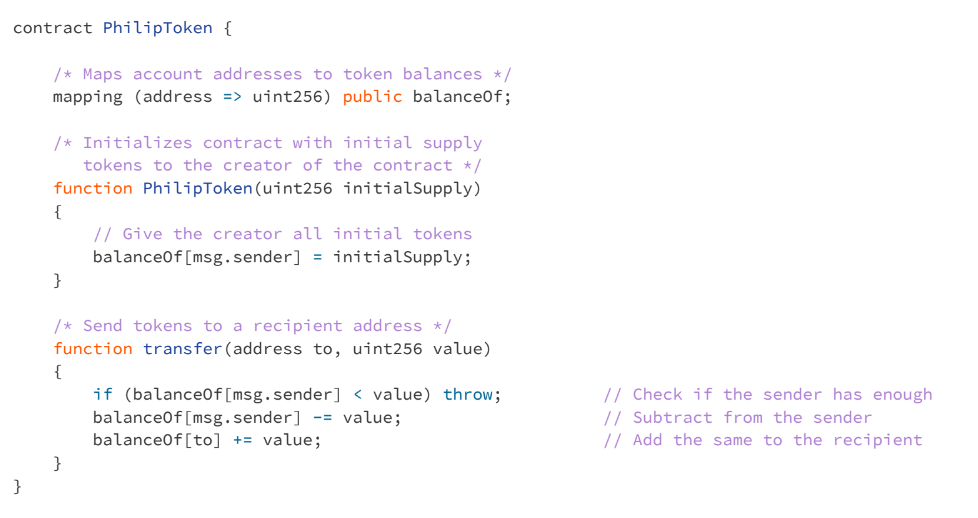 contract PhilipToken {
/* Maps account addresses to token balances */
mapping (address => uint256) public balanceOf;
/* Initializes contract with initial supply
tokens to the creator of the contract */
function PhilipToken(uint256 initialSupply)
{
// Give the creator all initial tokens
balanceOf[msg.sender] = initialSupply;
}
/* Send tokens to a recipient address */
function transfer(address to, uint256 value)
{
if (balanceOf[msg.sender] < value) throw; // Check if the sender has enough
balanceOf[msg.sender] -= value; // Subtract from the sender
balanceOf[to] += value; // Add the same to the recipient
}
}